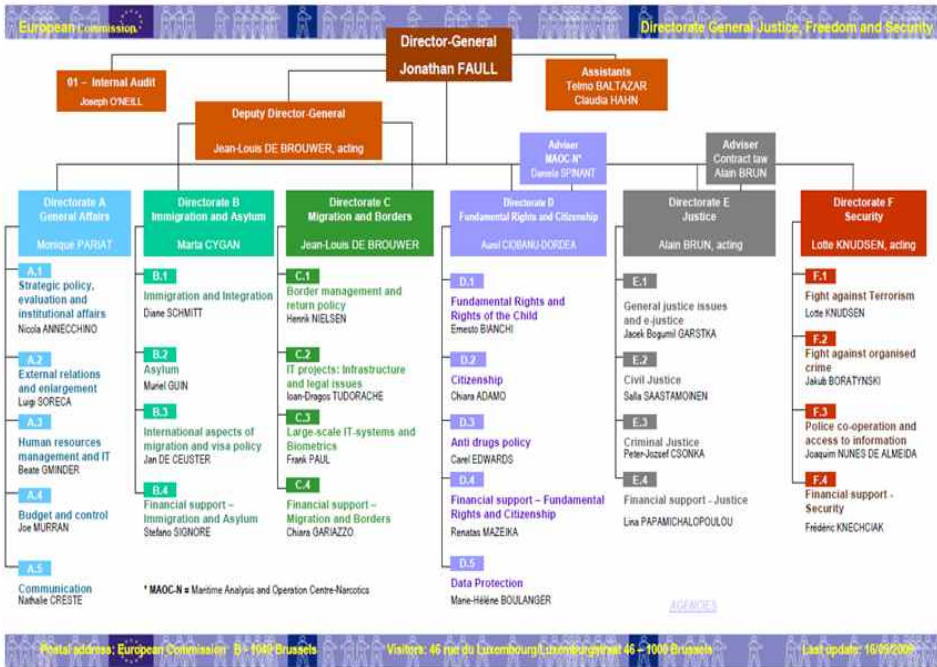 European Commission
Directorate General Justice, Freedom and Security
Director-General
Jonathan FAULL
01 – Internal Audit
Joseph O'NEILL
Assistants
Telmo BALTAZAR
Claudia HAHN
Deputy Director-General
Jean-Louis DE BROUWER, acting
Adviser
MAOC-N*
Daniela SPINANT
Adviser
Contract law
Alain BRUN
Directorate A
General Affairs
Monique PARIAT
A.1
Strategic policy,
evaluation and
institutional affairs
Nicola ANNECCHINO
A.2
External relations
and enlargement
Luigi SORECA
A.3
Human resources
management and IT
Beate GMINDER
A.4
Budget and control
Joe MURRAN
A.5
Communication
Nathalie CRESTE
Directorate B
Immigration and Asylum
Marta CYGAN
B.1
Immigration and Integration
Diane SCHMITT
B.2
Asylum
Muriel GUIN
B.3
International aspects of
migration and visa policy
Jan DE CEUSTER
B.4
Financial support –
Immigration and Asylum
Stefano SIGNORE
Directorate C
Migration and Borders
Jean-Louis DE BROUWER
C.1
Border management and
return policy
Henrik NIELSEN
C.2
IT projects: Infrastructure
and legal issues
Ioan-Dragos TUDORACHE
C.3
Large-scale IT-systems and
Biometrics
Frank PAUL
C.4
Financial support –
Migration and Borders
Chiara GARIAZZO
Directorate D
Fundamental Rights and Citizenship
Aurel CIOBANU-DORDEA
D.1
Fundamental Rights and
Rights of the Child
Ernesto BIANCHI
D.2
Citizenship
Chiara ADAMO
D.3
Anti drugs policy
Carel EDWARDS
D.4
Financial support – Fundamental
Rights and Citizenship
Renatas MAZEIKA
D.5
Data Protection
Marie-Hélène BOULANGER
Directorate E
Justice
Alain BRUN, acting
E.1
General justice issues
and e-justice
Jacek Bogumil GARSTKA
E.2
Civil Justice
Salla SAASTAMOINEN
E.3
Criminal Justice
Peter-Jozsef CSONKA
E.4
Financial support - Justice
Lina PAPAMICHALOPOULOU
Directorate F
Security
Lotte KNUDSEN, acting
F.1
Fight against Terrorism
Lotte KNUDSEN
F.2
Fight against organised
crime
Jakub BORATYNSKI
F.3
Police co-operation and
access to information
Joaquim NUNES DE ALMEIDA
F.4
Financial support -
Security
Frédéric KNECHCIAK
* MAOC-N = Maritime Analysis and Operation Centre-Narcotics
AGENCIES
Postal address: European Commission B - 1049 Brussels
Visitors: 46 rue du Luxembourg/Luxemburgstraat 46 – 1000 Brussels
Last update: 16/09/2009